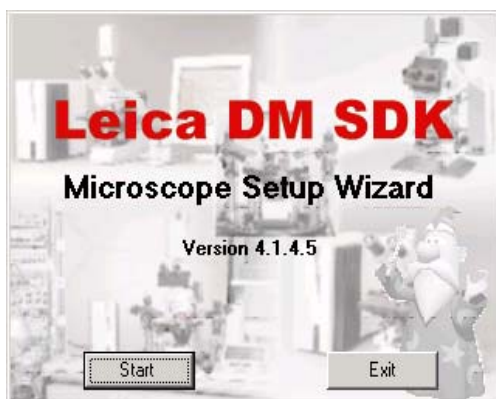 Leica DM SDK
Microscope Setup Wizard
Version 4.1.4.5
Start
Exit